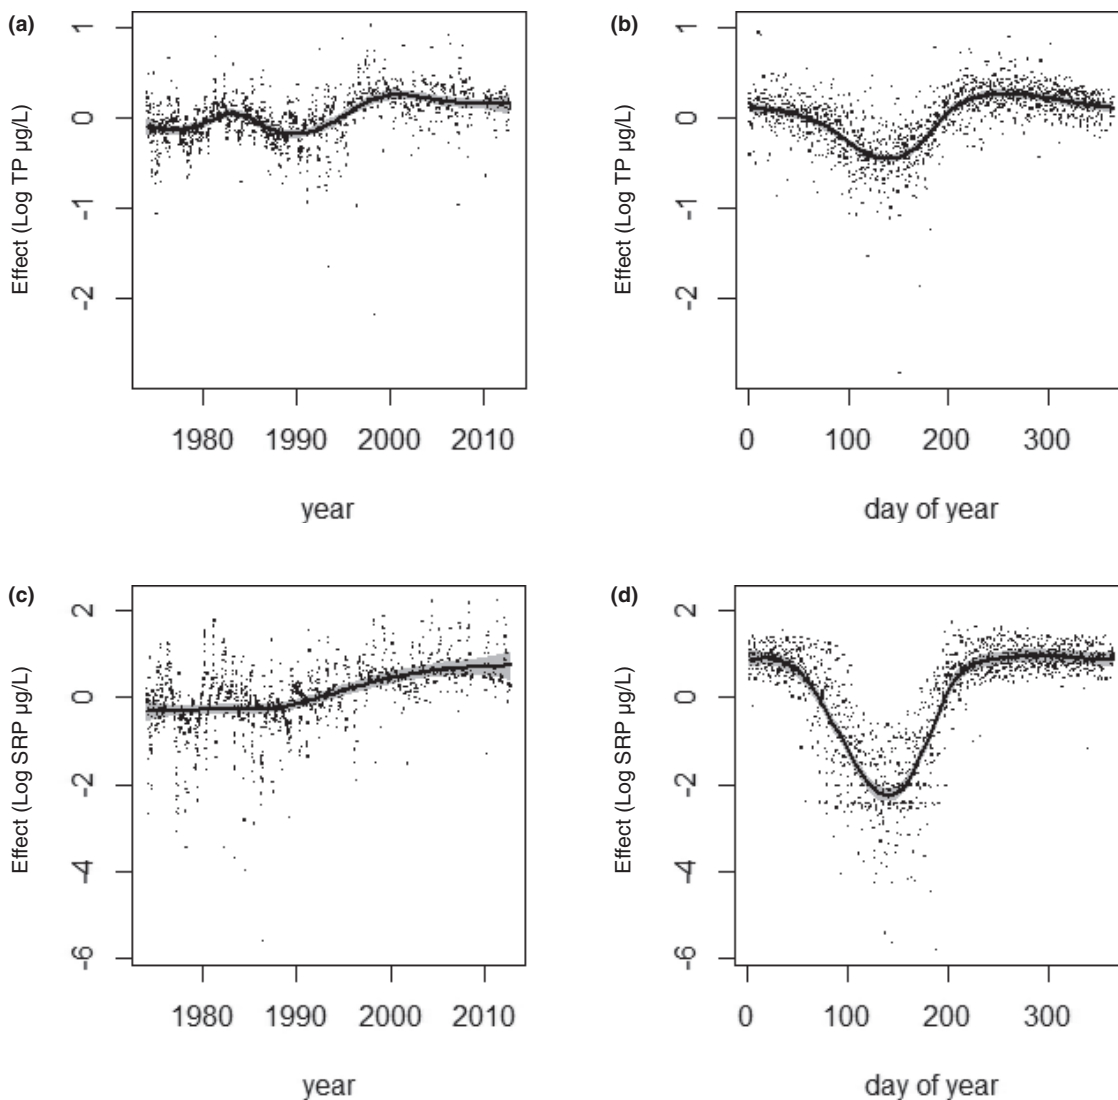 (a)
Effect (Log TP µg/L)
1
0
-1
-2
1980 1990 2000 2010
year
(b)
Effect (Log TP µg/L)
1
0
-1
-2
0 100 200 300
day of year
(c)
Effect (Log SRP µg/L)
2
0
-2
-4
-6
1980 1990 2000 2010
year
(d)
Effect (Log SRP µg/L)
2
0
-2
-4
-6
0 100 200 300
day of year